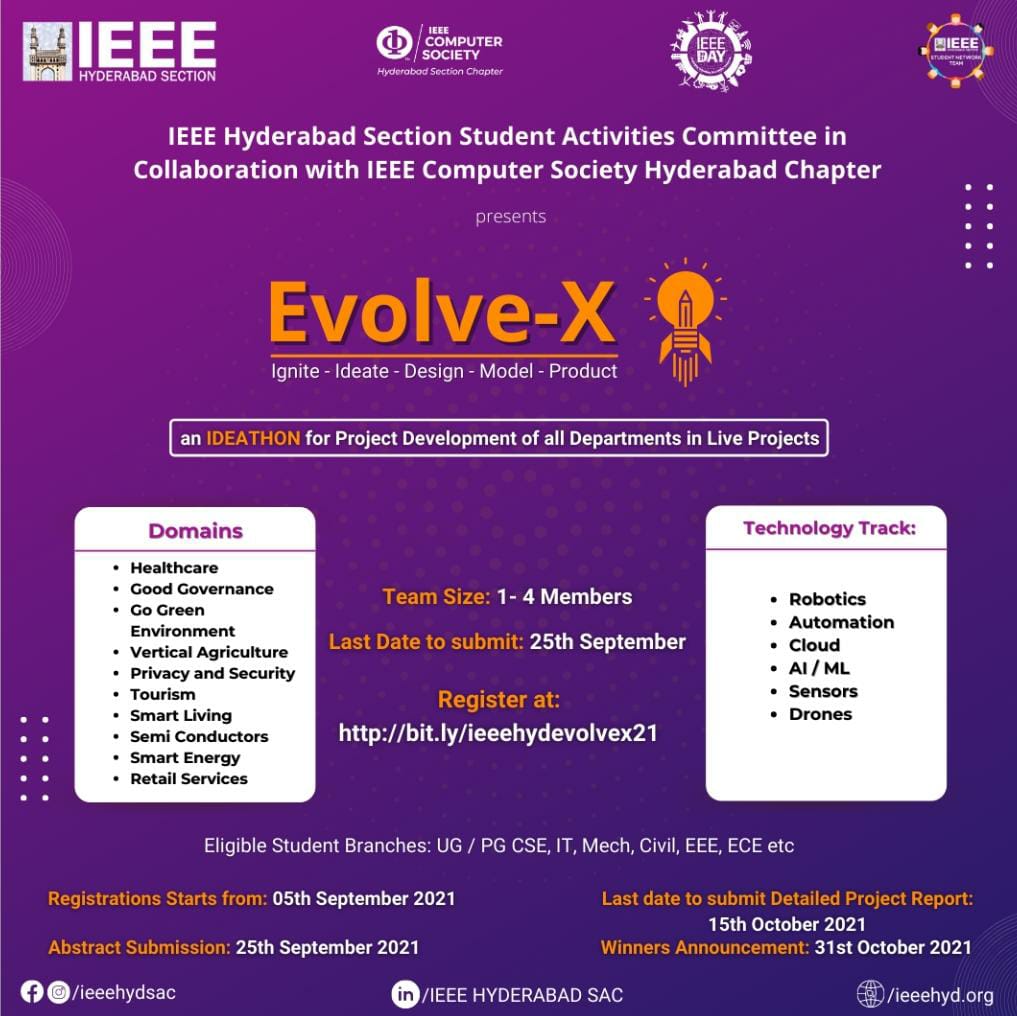 IEEE
HYDERABAD SECTION
IEEE
COMPUTER
SOCIETY
Hyderabad Section Chapter
IEEE
DAY
IEEE
STUDENT NETWORK
TEAM
IEEE Hyderabad Section Student Activities Committee in
Collaboration with IEEE Computer Society Hyderabad Chapter
presents
Evolve-X
Ignite - Ideate - Design - Model - Product
an IDEATHON for Project Development of all Departments in Live Projects
Domains
• Healthcare
• Good Governance
• Go Green
Environment
• Vertical Agriculture
• Privacy and Security
• Tourism
• Smart Living
• Semi Conductors
• Smart Energy
• Retail Services
Team Size: 1- 4 Members
Last Date to submit: 25th September
Register at:
http://bit.ly/ieeehydevolvex21
Technology Track:
• Robotics
• Automation
• Cloud
• AI / ML
• Sensors
• Drones
Eligible Student Branches: UG / PG CSE, IT, Mech, Civil, EEE, ECE etc
Registrations Starts from: 05th September 2021
Abstract Submission: 25th September 2021
Last date to submit Detailed Project Report:
15th October 2021
Winners Announcement: 31st October 2021
/ieeehydsac
in /IEEE HYDERABAD SAC
/ieeehyd.org